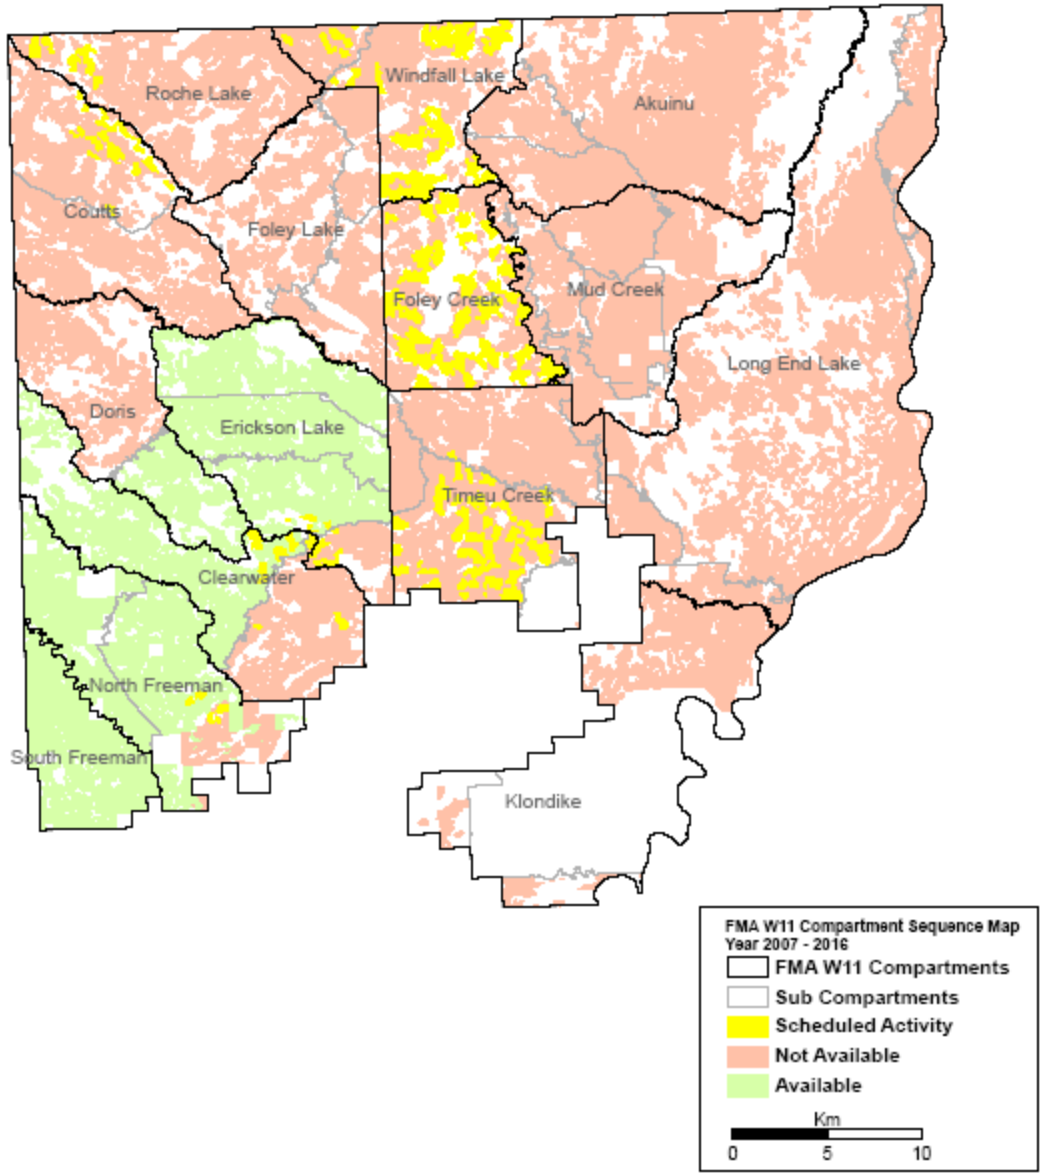 Windfall Lake
Roche Lake
Akuinu
Coutts
Foley Lake
Foley Creek
Mud Creek
Long End Lake
Doris
Erickson Lake
Timeu Creek
Clearwater
North Freeman
South Freeman
Klondike
FMA W11 Compartment Sequence Map
Year 2007 - 2016
FMA W11 Compartments
Sub Compartments
Scheduled Activity
Not Available
Available
Km
0 5 10